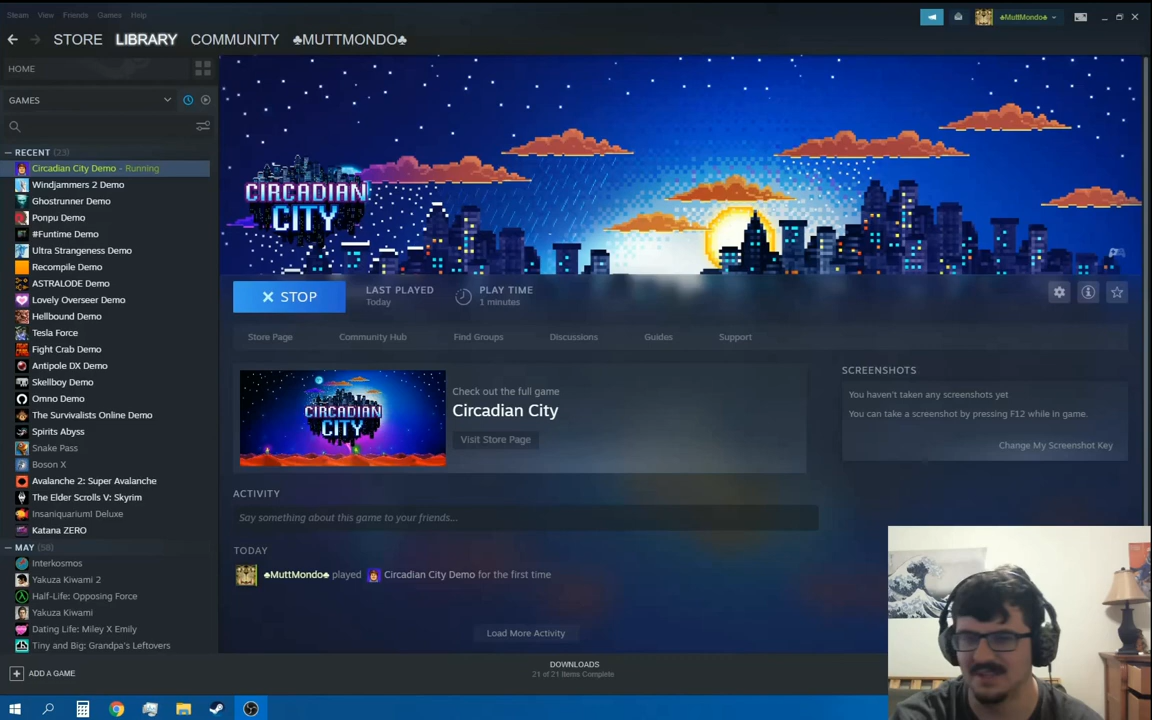 Steam View Friends Games Help
♣MuttMondo♣
STORE LIBRARY COMMUNITY ♣MUTTMONDO♣
HOME
GAMES
RECENT (23)
Circadian City Demo - Running
Windjammers 2 Demo
Ghostrunner Demo
Ponpu Demo
#Funtime Demo
Ultra Strangeness Demo
Recompile Demo
ASTRALODE Demo
Lovely Overseer Demo
Hellbound Demo
Tesla Force
Fight Crab Demo
Antipole DX Demo
Skellboy Demo
Omno Demo
The Survivalists Online Demo
Spirits Abyss
Snake Pass
Boson X
Avalanche 2: Super Avalanche
The Elder Scrolls V: Skyrim
Insaniquarium! Deluxe
Katana ZERO
MAY (58)
Interkosmos
Yakuza Kiwami 2
Half-Life: Opposing Force
Yakuza Kiwami
Dating Life: Miley X Emily
Tiny and Big: Grandpa's Leftovers
ADD A GAME
CIRCADIAN
CITY
STOP
LAST PLAYED
Today
PLAY TIME
1 minutes
Store Page Community Hub Find Groups Discussions Guides Support
CIRCADIAN
CITY
Check out the full game
Circadian City
Visit Store Page
SCREENSHOTS
You haven't taken any screenshots yet
You can take a screenshot by pressing F12 while in game.
Change My Screenshot Key
ACTIVITY
Say something about this game to your friends...
TODAY
♣MuttMondo♣ played Circadian City Demo for the first time
Load More Activity
DOWNLOADS
21 of 21 Items Complete